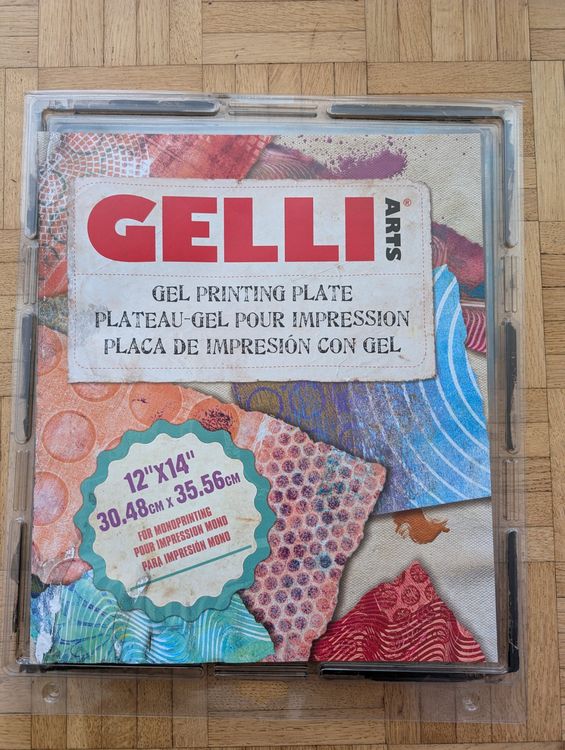 GELLI
ARTS®
GEL PRINTING PLATE
PLATEAU-GEL POUR IMPRESSION
PLACA DE IMPRESIÓN CON GEL
12"X14"
30.48CM X 35.56CM
FOR MONOPRINTING
POUR IMPRESSION MONO
PARA IMPRESIÓN MONO